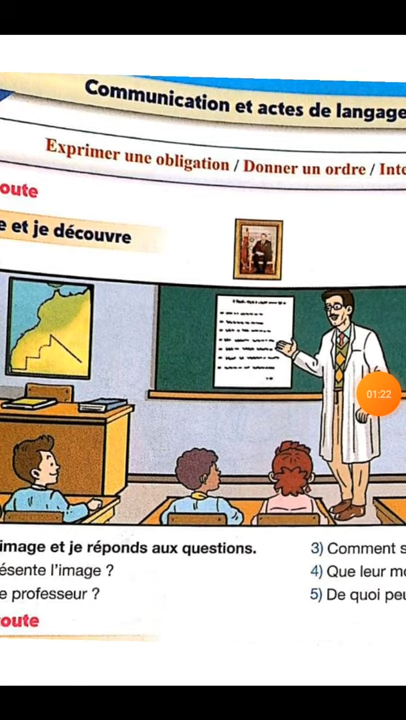 Communication et actes de langage
Exprimer une obligation / Donner un ordre / Inte
oute
e et je découvre
01:22
image et je réponds aux questions.
ésente l'image ?
e professeur ?
3) Comment s
4) Que leur m
5) De quoi peu
oute